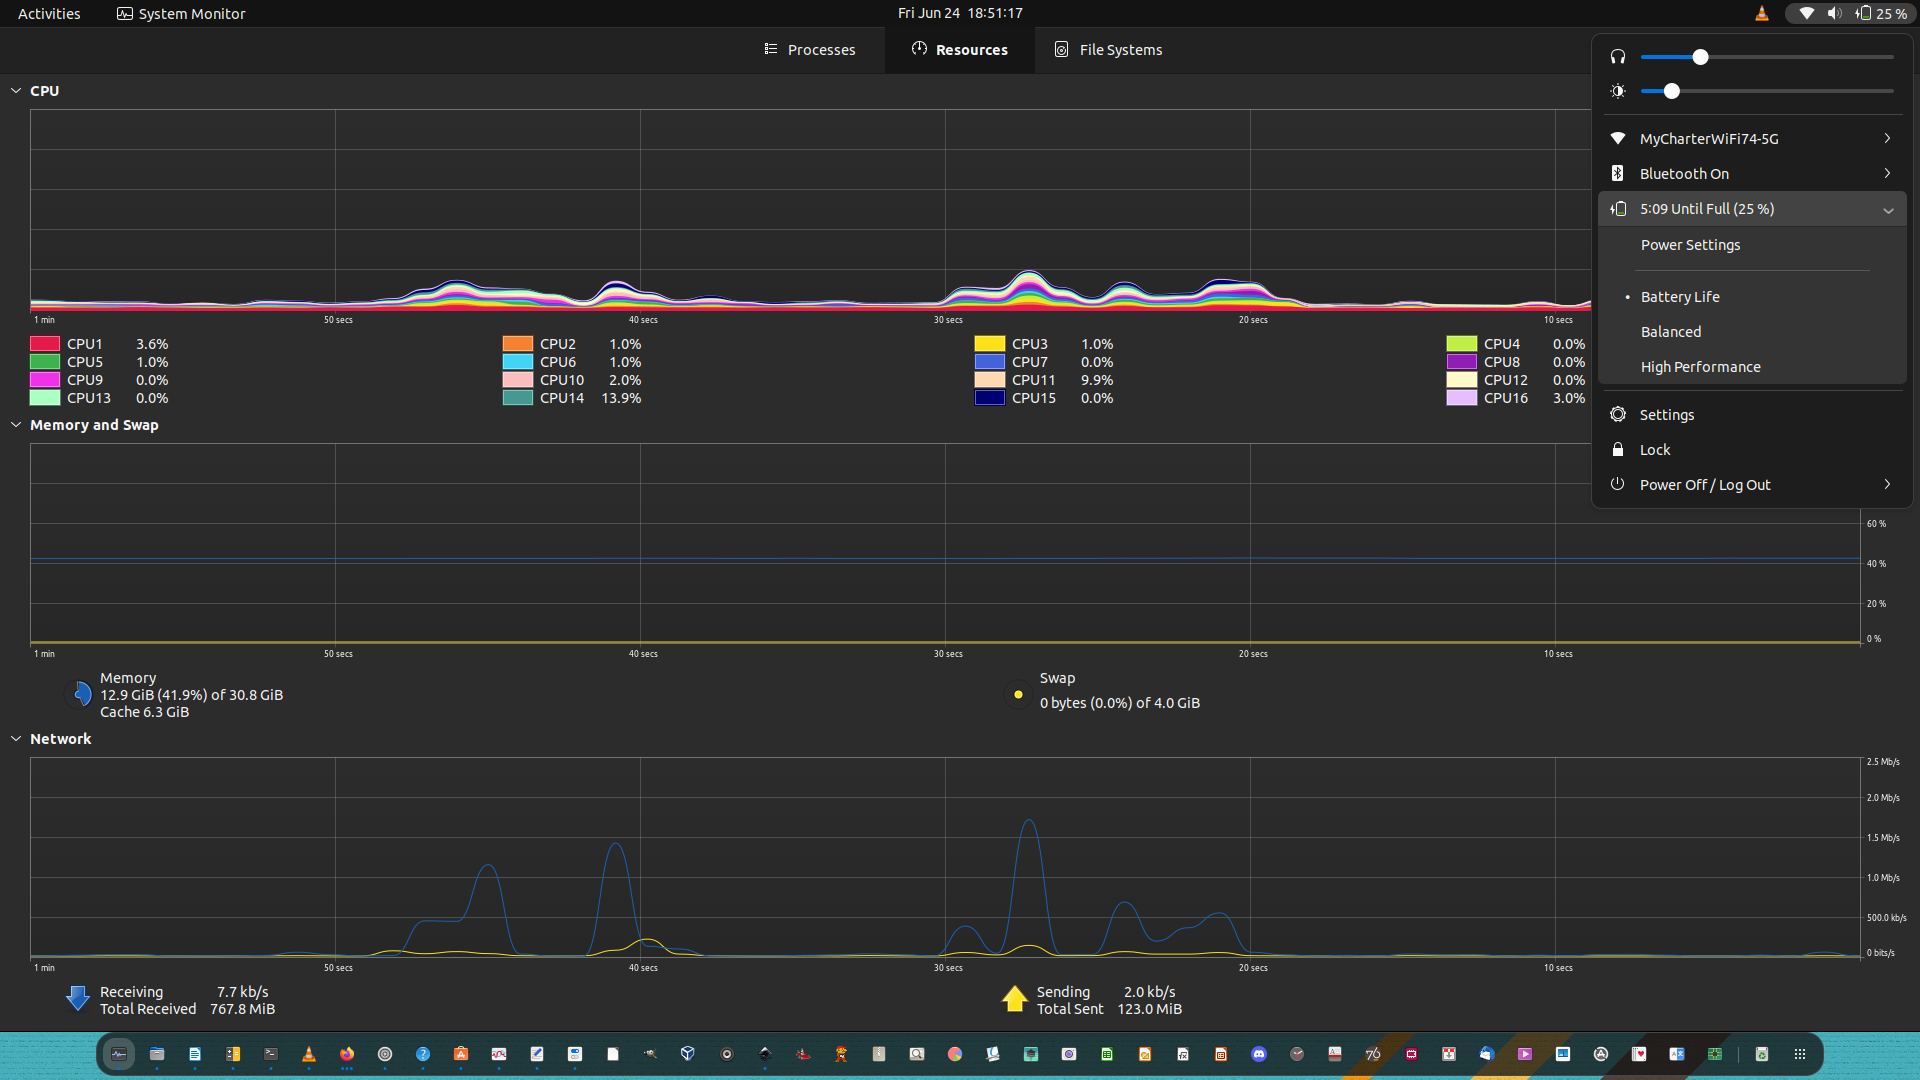 Activities
System Monitor
Fri Jun 24 18:51:17
25 %
Processes
Resources
File Systems
CPU
1 min 50 secs 40 secs 30 secs 20 secs 10 secs
CPU1 3.6% CPU2 1.0% CPU3 1.0% CPU4 0.0%
CPU5 1.0% CPU6 1.0% CPU7 0.0% CPU8 0.0%
CPU9 0.0% CPU10 2.0% CPU11 9.9% CPU12 0.0%
CPU13 0.0% CPU14 13.9% CPU15 0.0% CPU16 3.0%
MyCharterWiFi74-5G
Bluetooth On
5:09 Until Full (25 %)
Power Settings
• Battery Life
Balanced
High Performance
Settings
Lock
Power Off / Log Out
Memory and Swap
60 %
40 %
20 %
0 %
1 min 50 secs 40 secs 30 secs 20 secs 10 secs
Memory
12.9 GiB (41.9%) of 30.8 GiB
Cache 6.3 GiB
Swap
0 bytes (0.0%) of 4.0 GiB
Network
2.5 Mb/s
2.0 Mb/s
1.5 Mb/s
1.0 Mb/s
500.0 kb/s
0 bits/s
1 min 50 secs 40 secs 30 secs 20 secs 10 secs
Receiving 7.7 kb/s
Total Received 767.8 MiB
Sending 2.0 kb/s
Total Sent 123.0 MiB
76